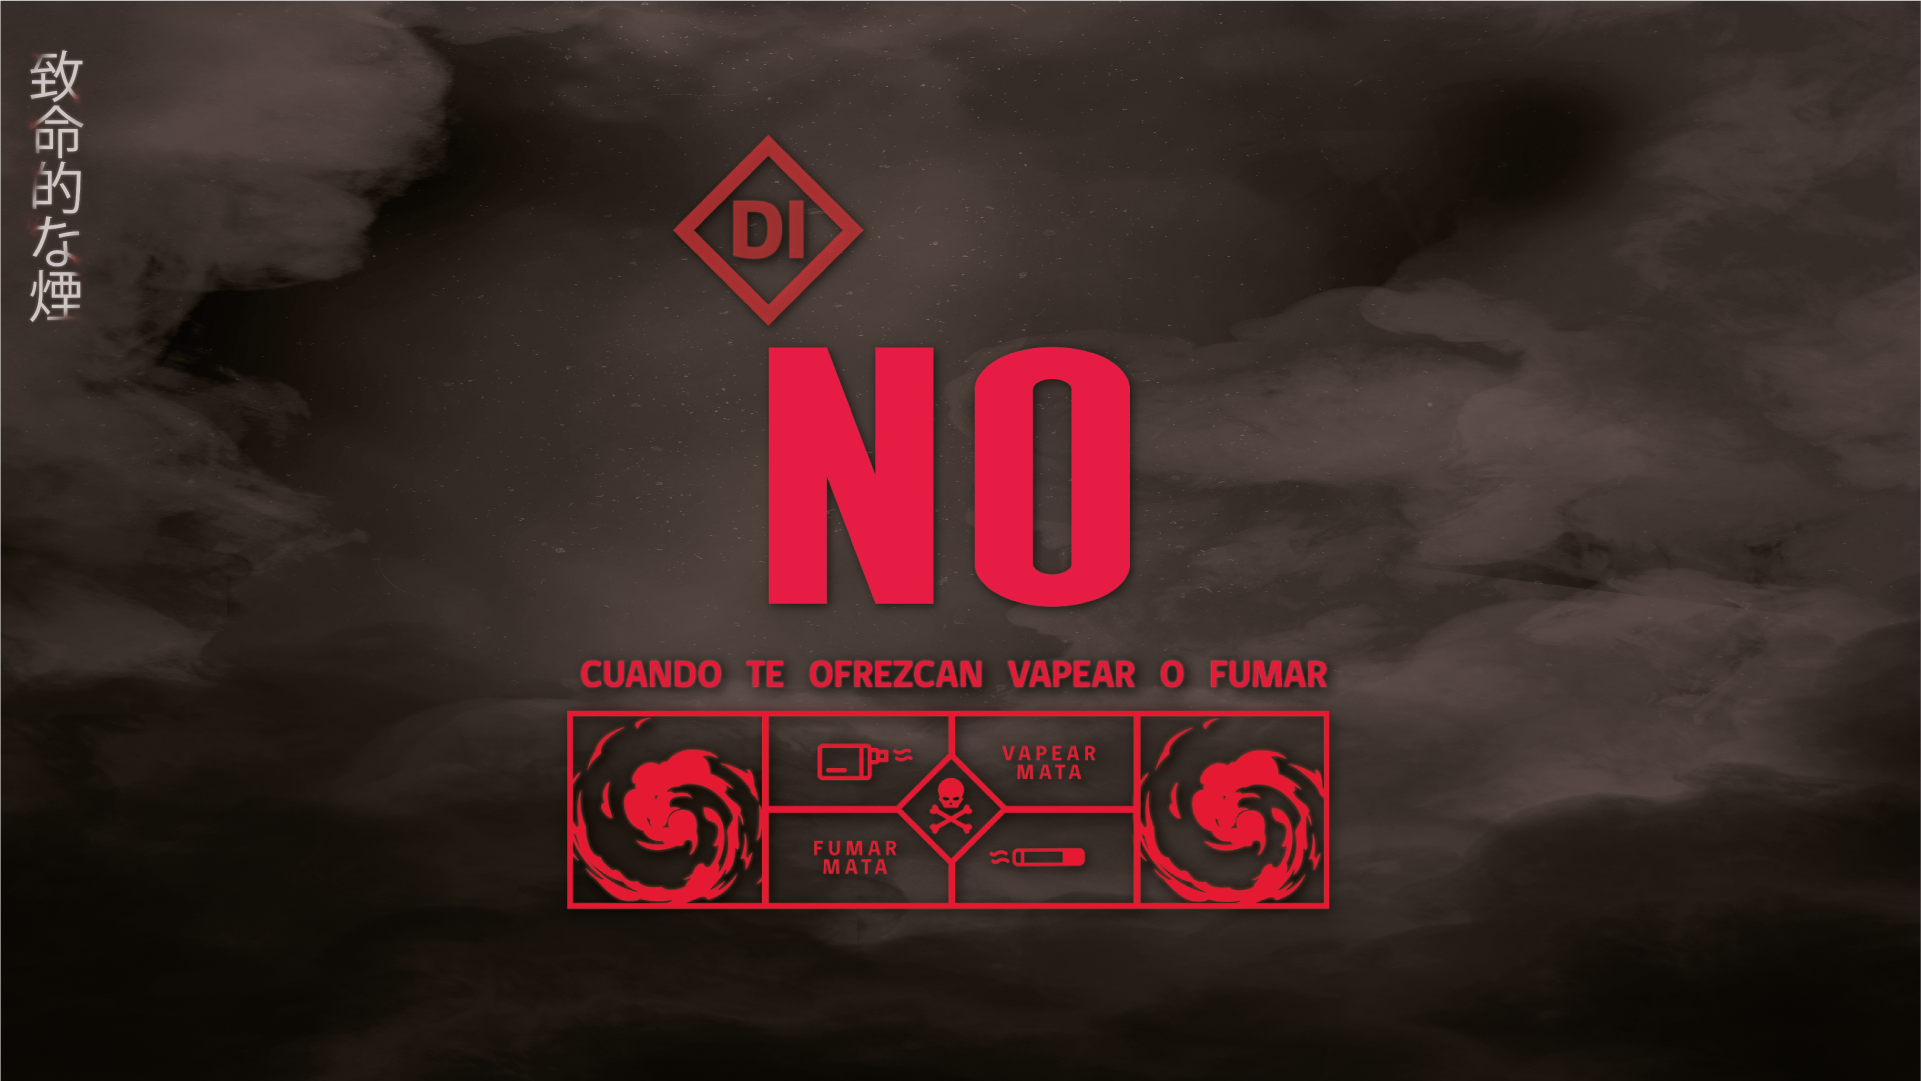 致命的な煙
DI
NO
CUANDO TE OFREZCAN VAPEAR O FUMAR
VAPEAR
MATA
FUMAR
MATA